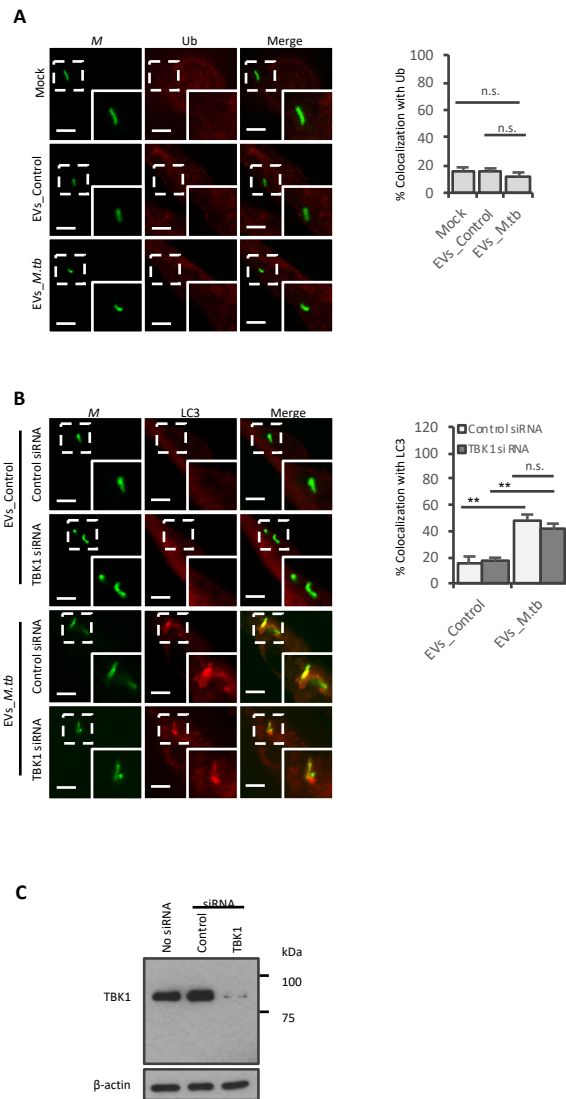 A
M Ub Merge
Mock
EVs_Control
EVs_M.tb
% Colocalization with Ub
100
80
60
40
20
0
n.s.
n.s.
Mock
EVs_Control
EVs_M.tb
B
M LC3 Merge
EVs_Control
Control siRNA
TBK1 siRNA
EVs_M.tb
Control siRNA
TBK1 siRNA
% Colocalization with LC3
120
100
80
60
40
20
0
Control siRNA
TBK1 siRNA
n.s.
**
**
EVs_Control
EVs_M.tb
C
siRNA
No siRNA
Control
TBK1
kDa
TBK1
100
75
β-actin